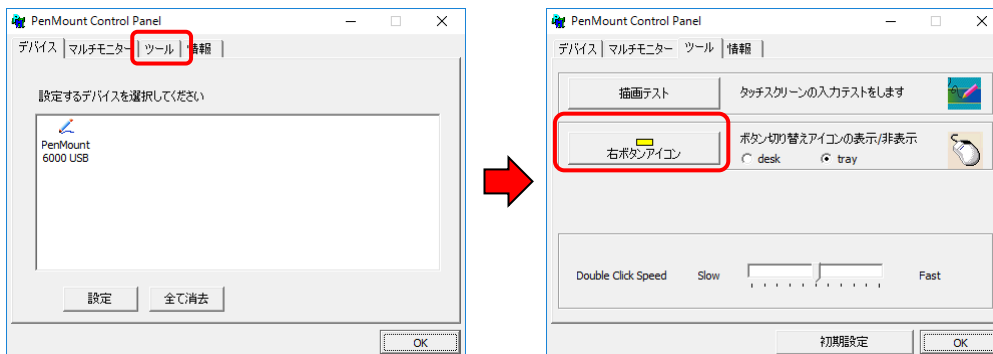 PenMount Control Panel
デバイス
マルチモニター
ツール
情報
設定するデバイスを選択してください
PenMount
6000 USB
設定
全て消去
OK
PenMount Control Panel
デバイス
マルチモニター
ツール
情報
描画テスト
タッチスクリーンの入力テストをします
右ボタンアイコン
ボタン切り替えアイコンの表示/非表示
desk
tray
Double Click Speed
Slow
Fast
初期設定
OK